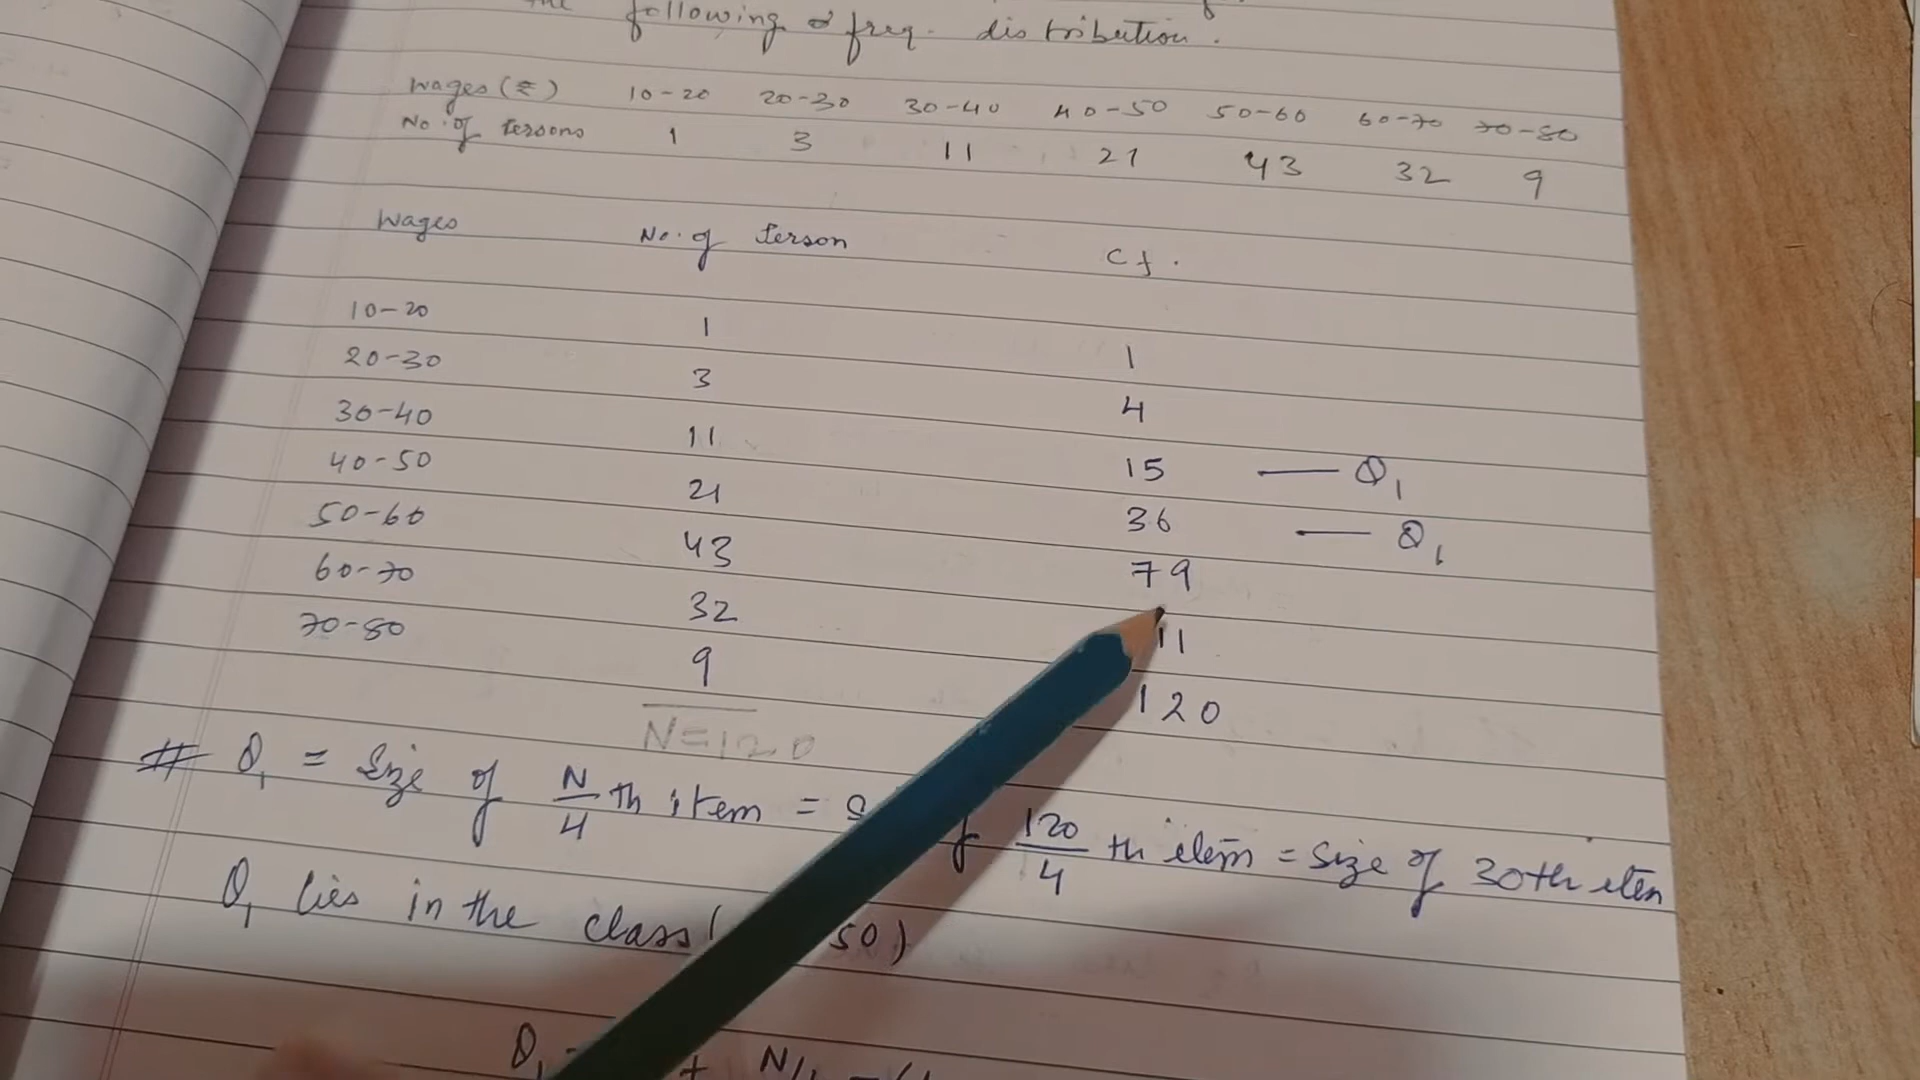 the following freq. distribution.
Wages (₹) 10-20 20-30 30-40 40-50 50-60 60-70 70-80
No. of Persons 1 3 11 21 43 32 9
Wages No. of Person Cf.
10-20 1 1
20-30 3 4
30-40 11 15 — Q1
40-50 21 36 — Q1
50-60 43 79
60-70 32 11
70-80 9 120
N=120
# Q1 = Size of N/4 th item = S of 120/4 th item = Size of 30th item
Q1 lies in the class ( 50)
Q1 + N/